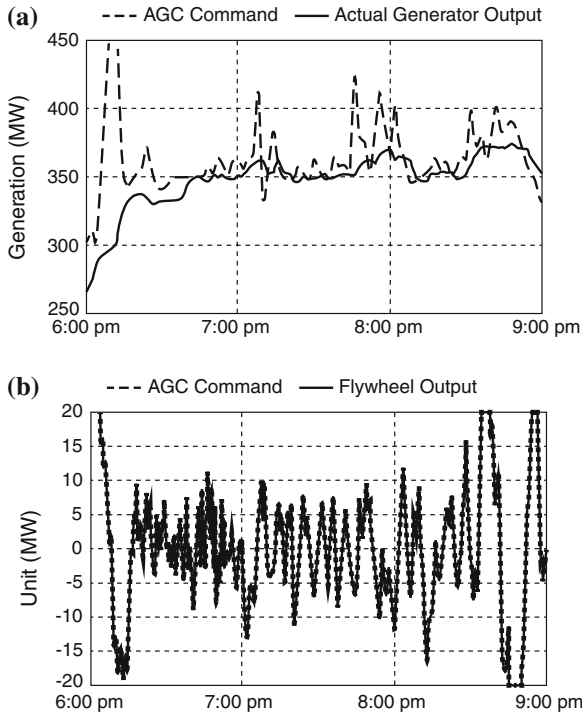 (a)
AGC Command Actual Generator Output
450
400
350
300
250
Generation (MW)
6:00 pm 7:00 pm 8:00 pm 9:00 pm
(b)
AGC Command Flywheel Output
20
15
10
5
0
-5
-10
-15
-20
Unit (MW)
6:00 pm 7:00 pm 8:00 pm 9:00 pm